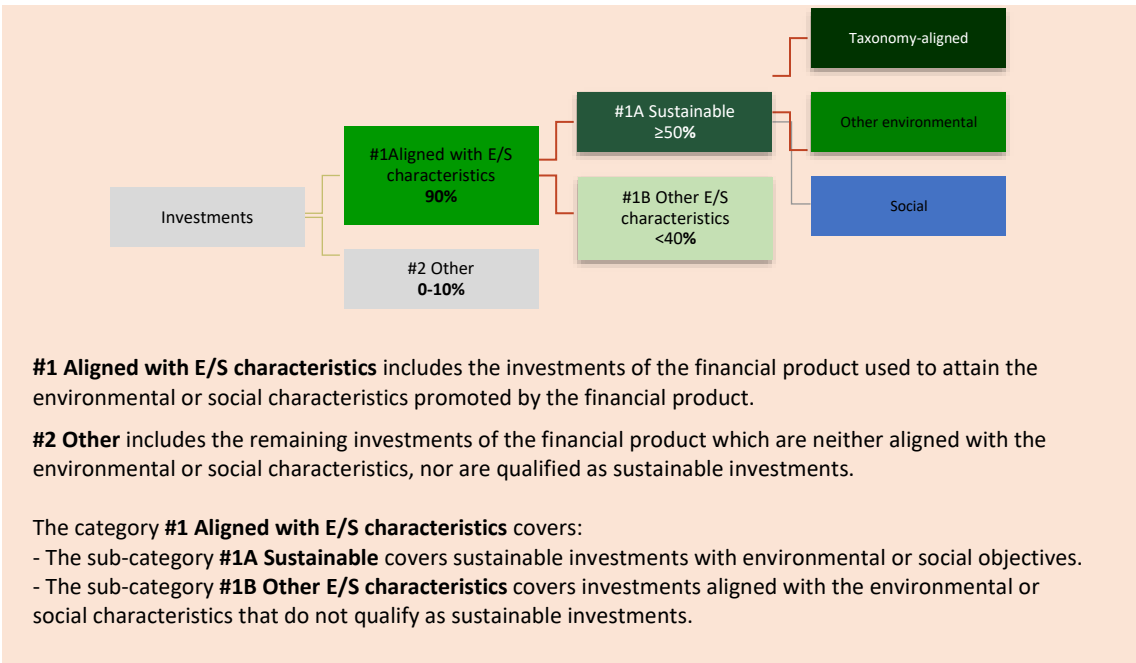 Taxonomy-aligned
#1A Sustainable
≥50%
Other environmental
#1Aligned with E/S
characteristics
90%
Investments
#1B Other E/S
characteristics
<40%
Social
#2 Other
0-10%
#1 Aligned with E/S characteristics includes the investments of the financial product used to attain the
environmental or social characteristics promoted by the financial product.
#2 Other includes the remaining investments of the financial product which are neither aligned with the
environmental or social characteristics, nor are qualified as sustainable investments.
The category #1 Aligned with E/S characteristics covers:
- The sub-category #1A Sustainable covers sustainable investments with environmental or social objectives.
- The sub-category #1B Other E/S characteristics covers investments aligned with the environmental or
social characteristics that do not qualify as sustainable investments.